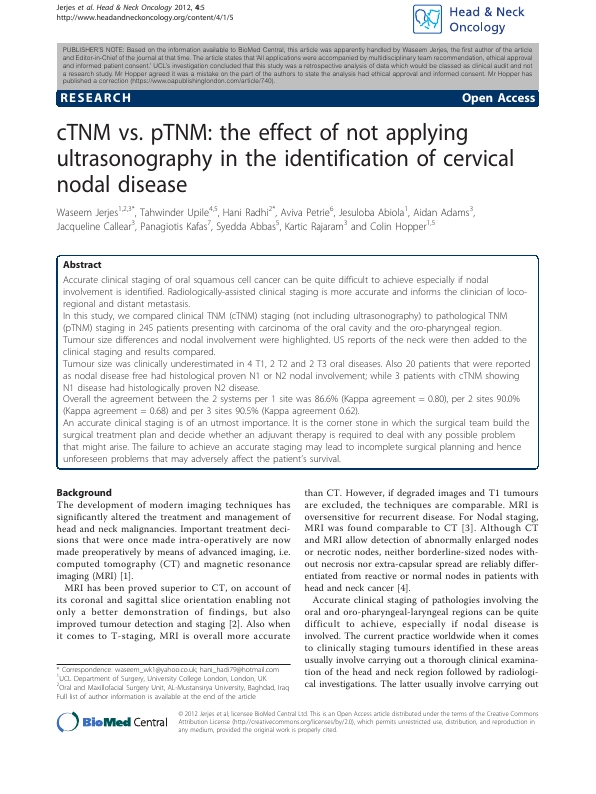 Jerjes et al. Head & Neck Oncology 2012, 4:5
http://www.headandneckoncology.org/content/4/1/5
Head & Neck
Oncology
PUBLISHER'S NOTE: Based on the information available to BioMed Central, this article was apparently handled by Waseem Jerjes, the first author of the article
and Editor-in-Chief of the journal at that time. The article states that 'All applications were accompanied by multidisciplinary team recommendation, ethical approval
and informed patient consent.' UCL's investigation concluded that this study was a retrospective analysis of data which would be classed as clinical audit and not
a research study. Mr Hopper agreed it was a mistake on the part of the authors to state the analysis had ethical approval and informed consent. Mr Hopper has
published a correction (https://www.oapublishinglondon.com/article/740).
RESEARCH Open Access
cTNM vs. pTNM: the effect of not applying
ultrasonography in the identification of cervical
nodal disease
Waseem Jerjes1,2,3*, Tahwinder Upile4,5, Hani Radhi2*, Aviva Petrie6, Jesuloba Abiola1, Aidan Adams3,
Jacqueline Callear3, Panagiotis Kafas7, Syedda Abbas5, Kartic Rajaram3 and Colin Hopper1,5
Abstract
Accurate clinical staging of oral squamous cell cancer can be quite difficult to achieve especially if nodal
involvement is identified. Radiologically-assisted clinical staging is more accurate and informs the clinician of loco-
regional and distant metastasis.
In this study, we compared clinical TNM (cTNM) staging (not including ultrasonography) to pathological TNM
(pTNM) staging in 245 patients presenting with carcinoma of the oral cavity and the oro-pharyngeal region.
Tumour size differences and nodal involvement were highlighted. US reports of the neck were then added to the
clinical staging and results compared.
Tumour size was clinically underestimated in 4 T1, 2 T2 and 2 T3 oral diseases. Also 20 patients that were reported
as nodal disease free had histological proven N1 or N2 nodal involvement; while 3 patients with cTNM showing
N1 disease had histologically proven N2 disease.
Overall the agreement between the 2 systems per 1 site was 86.6% (Kappa agreement = 0.80), per 2 sites 90.0%
(Kappa agreement = 0.68) and per 3 sites 90.5% (Kappa agreement 0.62).
An accurate clinical staging is of an utmost importance. It is the corner stone in which the surgical team build the
surgical treatment plan and decide whether an adjuvant therapy is required to deal with any possible problem
that might arise. The failure to achieve an accurate staging may lead to incomplete surgical planning and hence
unforeseen problems that may adversely affect the patient's survival.
Background
The development of modern imaging techniques has
significantly altered the treatment and management of
head and neck malignancies. Important treatment deci-
sions that were once made intra-operatively are now
made preoperatively by means of advanced imaging, i.e.
computed tomography (CT) and magnetic resonance
imaging (MRI) [1].
MRI has been proved superior to CT, on account of
its coronal and sagittal slice orientation enabling not
only a better demonstration of findings, but also
improved tumour detection and staging [2]. Also when
it comes to T-staging, MRI is overall more accurate
than CT. However, if degraded images and T1 tumours
are excluded, the techniques are comparable. MRI is
oversensitive for recurrent disease. For Nodal staging,
MRI was found comparable to CT [3]. Although CT
and MRI allow detection of abnormally enlarged nodes
or necrotic nodes, neither borderline-sized nodes with-
out necrosis nor extra-capsular spread are reliably differ-
entiated from reactive or normal nodes in patients with
head and neck cancer [4].
Accurate clinical staging of pathologies involving the
oral and oro-pharyngeal-laryngeal regions can be quite
difficult to achieve, especially if nodal disease is
involved. The current practice worldwide when it comes
to clinically staging tumours identified in these areas
usually involve carrying out a thorough clinical examina-
tion of the head and neck region followed by radiologi-
cal investigations. The latter usually involve carrying out
* Correspondence: waseem_wk1@yahoo.co.uk; hani_hadi79@hotmail.com
1UCL Department of Surgery, University College London, London, UK
2Oral and Maxillofacial Surgery Unit, AL-Mustansirya University, Baghdad, Iraq
Full list of author information is available at the end of the article
BioMed Central
© 2012 Jerjes et al; licensee BioMed Central Ltd. This is an Open Access article distributed under the terms of the Creative Commons
Attribution License (http://creativecommons.org/licenses/by/2.0), which permits unrestricted use, distribution, and reproduction in
any medium, provided the original work is properly cited.